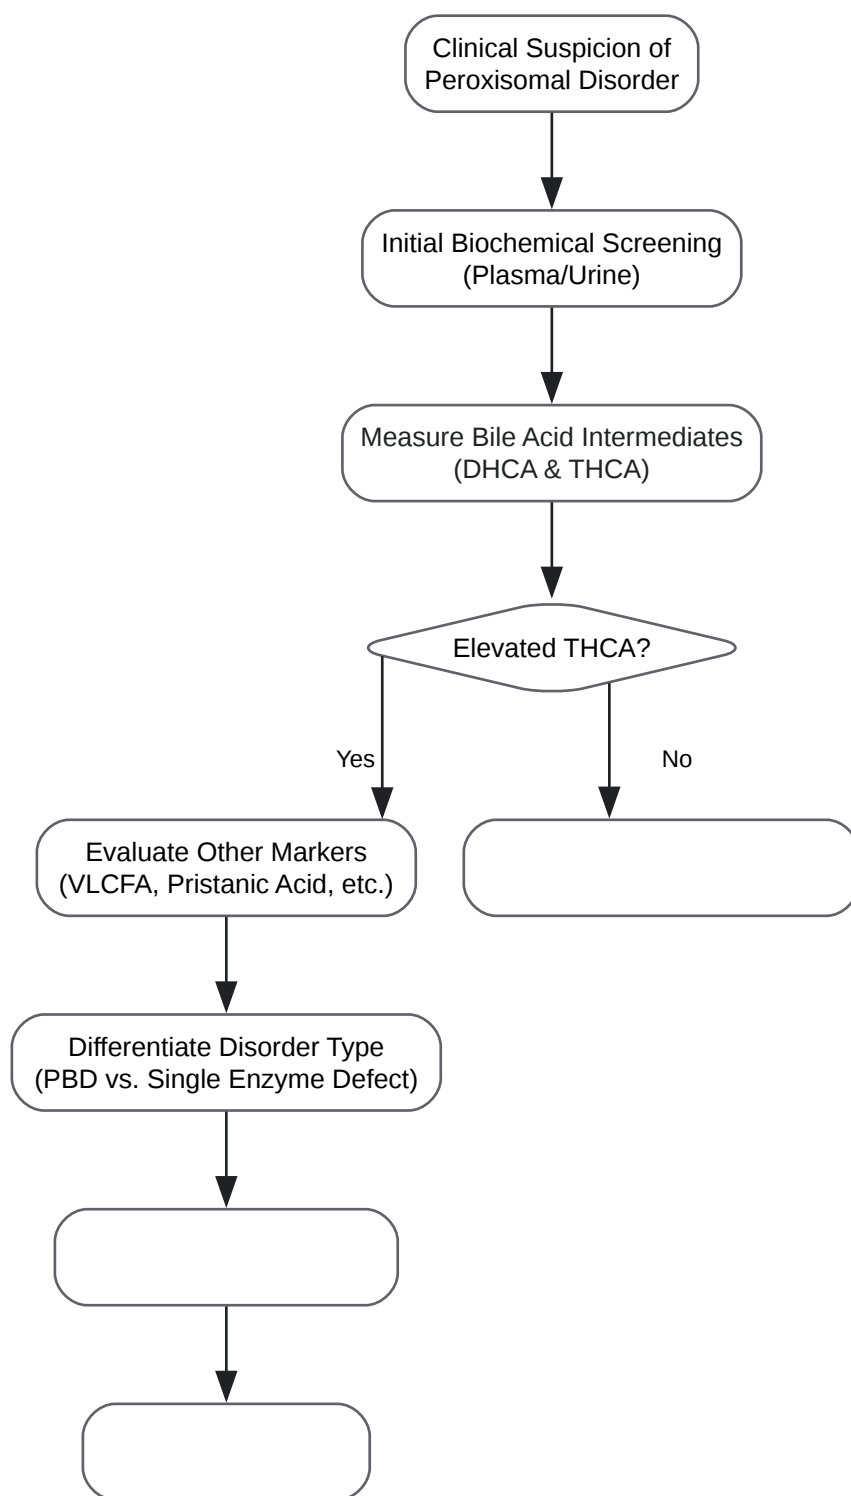 Clinical Suspicion of
Peroxisomal Disorder
Initial Biochemical Screening
(Plasma/Urine)
Measure Bile Acid Intermediates
(DHCA & THCA)
Elevated THCA?
Yes
No
Evaluate Other Markers
(VLCFA, Pristanic Acid, etc.)
Differentiate Disorder Type
(PBD vs. Single Enzyme Defect)